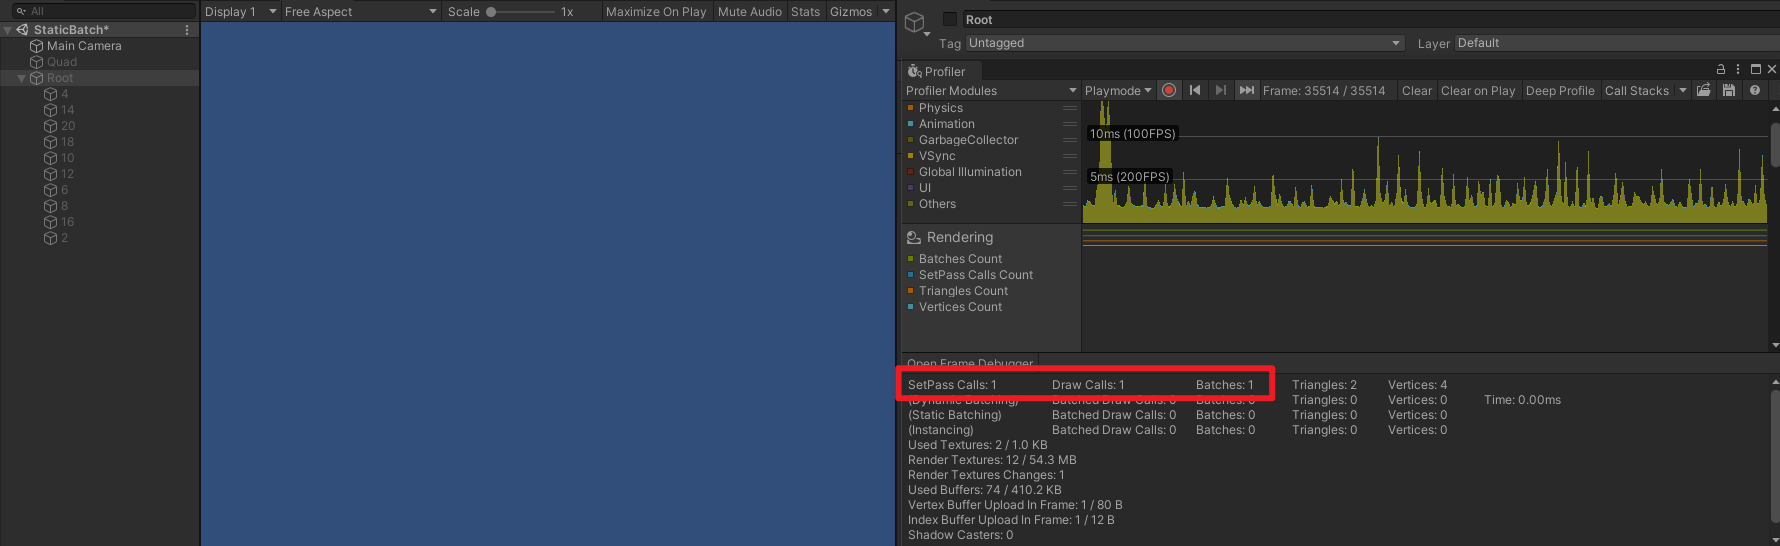 All
StaticBatch*
Main Camera
Quad
Root
4
14
20
18
10
12
6
8
16
2
Display 1 Free Aspect Scale 1x Maximize On Play Mute Audio Stats Gizmos
Root
Tag Untagged Layer Default
Profiler
Profiler Modules Playmode Frame: 35514 / 35514 Clear Clear on Play Deep Profile Call Stacks
Physics
Animation
GarbageCollector
VSync
Global Illumination
UI
Others
10ms (100FPS)
5ms (200FPS)
Rendering
Batches Count
SetPass Calls Count
Triangles Count
Vertices Count
Open Frame Debugger
SetPass Calls: 1 Draw Calls: 1 Batches: 1 Triangles: 2 Vertices: 4
(Dynamic Batching) Batched Draw Calls: 0 Batches: 0 Triangles: 0 Vertices: 0 Time: 0.00ms
(Static Batching) Batched Draw Calls: 0 Batches: 0 Triangles: 0 Vertices: 0
(Instancing) Batched Draw Calls: 0 Batches: 0 Triangles: 0 Vertices: 0
Used Textures: 2 / 1.0 KB
Render Textures: 12 / 54.3 MB
Render Textures Changes: 1
Used Buffers: 74 / 410.2 KB
Vertex Buffer Upload In Frame: 1 / 80 B
Index Buffer Upload In Frame: 1 / 12 B
Shadow Casters: 0